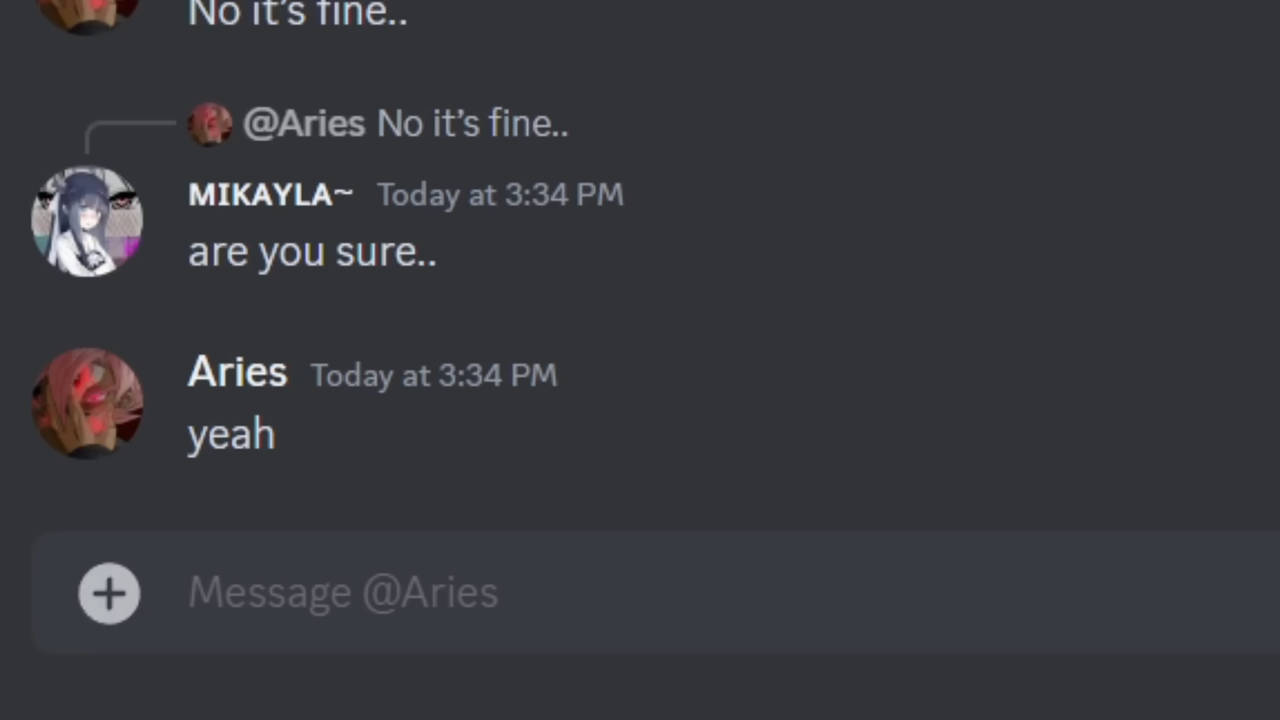 No it's fine..
@Aries No it's fine..
MIKAYLA~ Today at 3:34 PM
are you sure..
Aries Today at 3:34 PM
yeah
Message @Aries